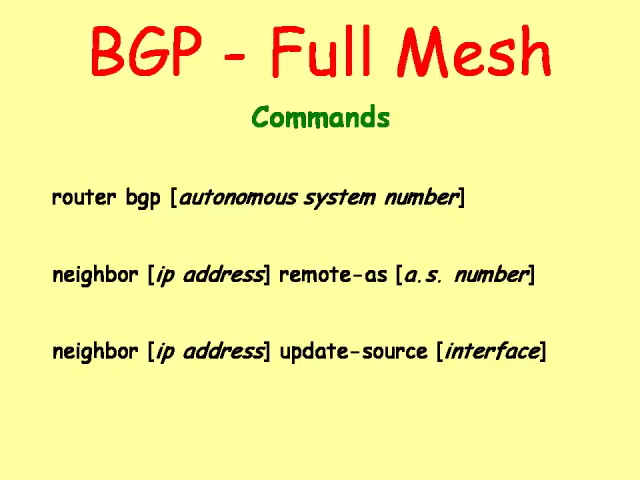 BGP - Full Mesh
Commands
router bgp [autonomous system number]
neighbor [ip address] remote-as [a.s. number]
neighbor [ip address] update-source [interface]